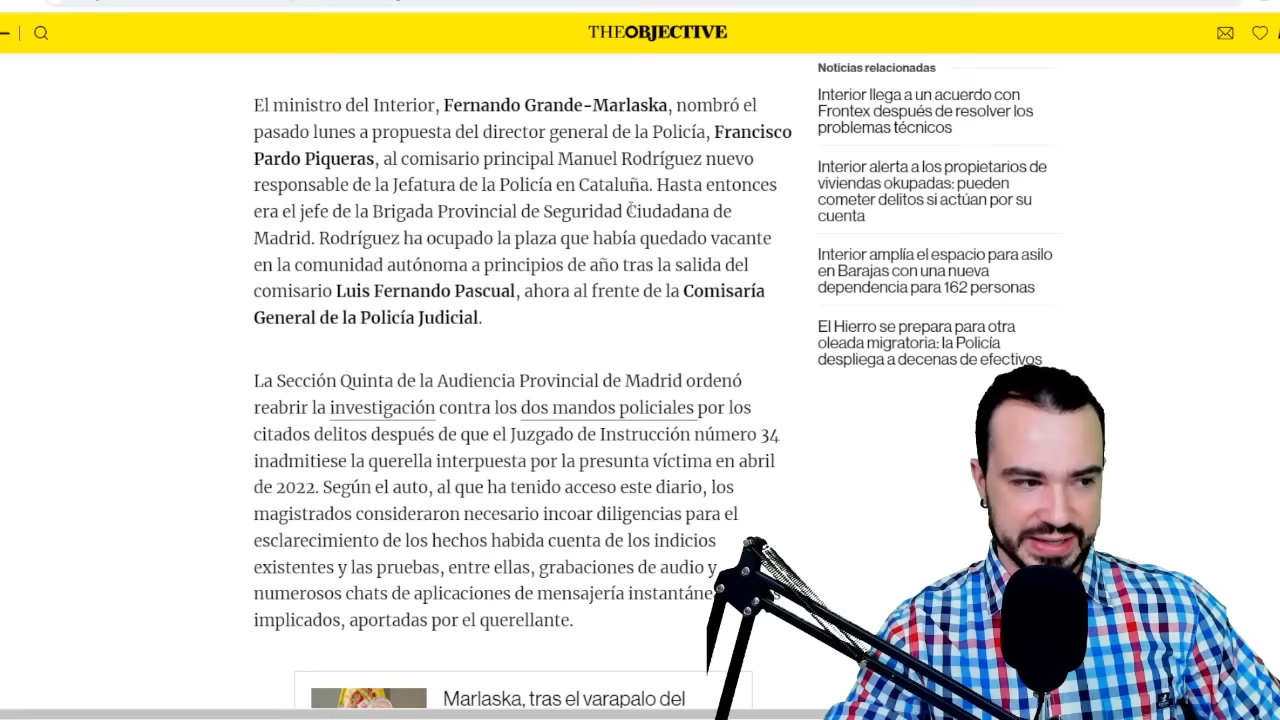 THEOBJECTIVE
El ministro del Interior, Fernando Grande-Marlaska, nombró el
pasado lunes a propuesta del director general de la Policía, Francisco
Pardo Piqueras, al comisario principal Manuel Rodríguez nuevo
responsable de la Jefatura de la Policía en Cataluña. Hasta entonces
era el jefe de la Brigada Provincial de Seguridad Ciudadana de
Madrid. Rodríguez ha ocupado la plaza que había quedado vacante
en la comunidad autónoma a principios de año tras la salida del
comisario Luis Fernando Pascual, ahora al frente de la Comisaría
General de la Policía Judicial.
La Sección Quinta de la Audiencia Provincial de Madrid ordenó
reabrir la investigación contra los dos mandos policiales por los
citados delitos después de que el Juzgado de Instrucción número 34
inadmitiese la querella interpuesta por la presunta víctima en abril
de 2022. Según el auto, al que ha tenido acceso este diario, los
magistrados consideraron necesario incoar diligencias para el
esclarecimiento de los hechos habida cuenta de los indicios
existentes y las pruebas, entre ellas, grabaciones de audio y
numerosos chats de aplicaciones de mensajería instantáne
implicados, aportadas por el querellante.
Marlaska, tras el varapalo del
Noticias relacionadas
Interior llega a un acuerdo con
Frontex después de resolver los
problemas técnicos
Interior alerta a los propietarios de
viviendas okupadas: pueden
cometer delitos si actúan por su
cuenta
Interior amplía el espacio para asilo
en Barajas con una nueva
dependencia para 162 personas
El Hierro se prepara para otra
oleada migratoria: la Policía
despliega a decenas de efectivos